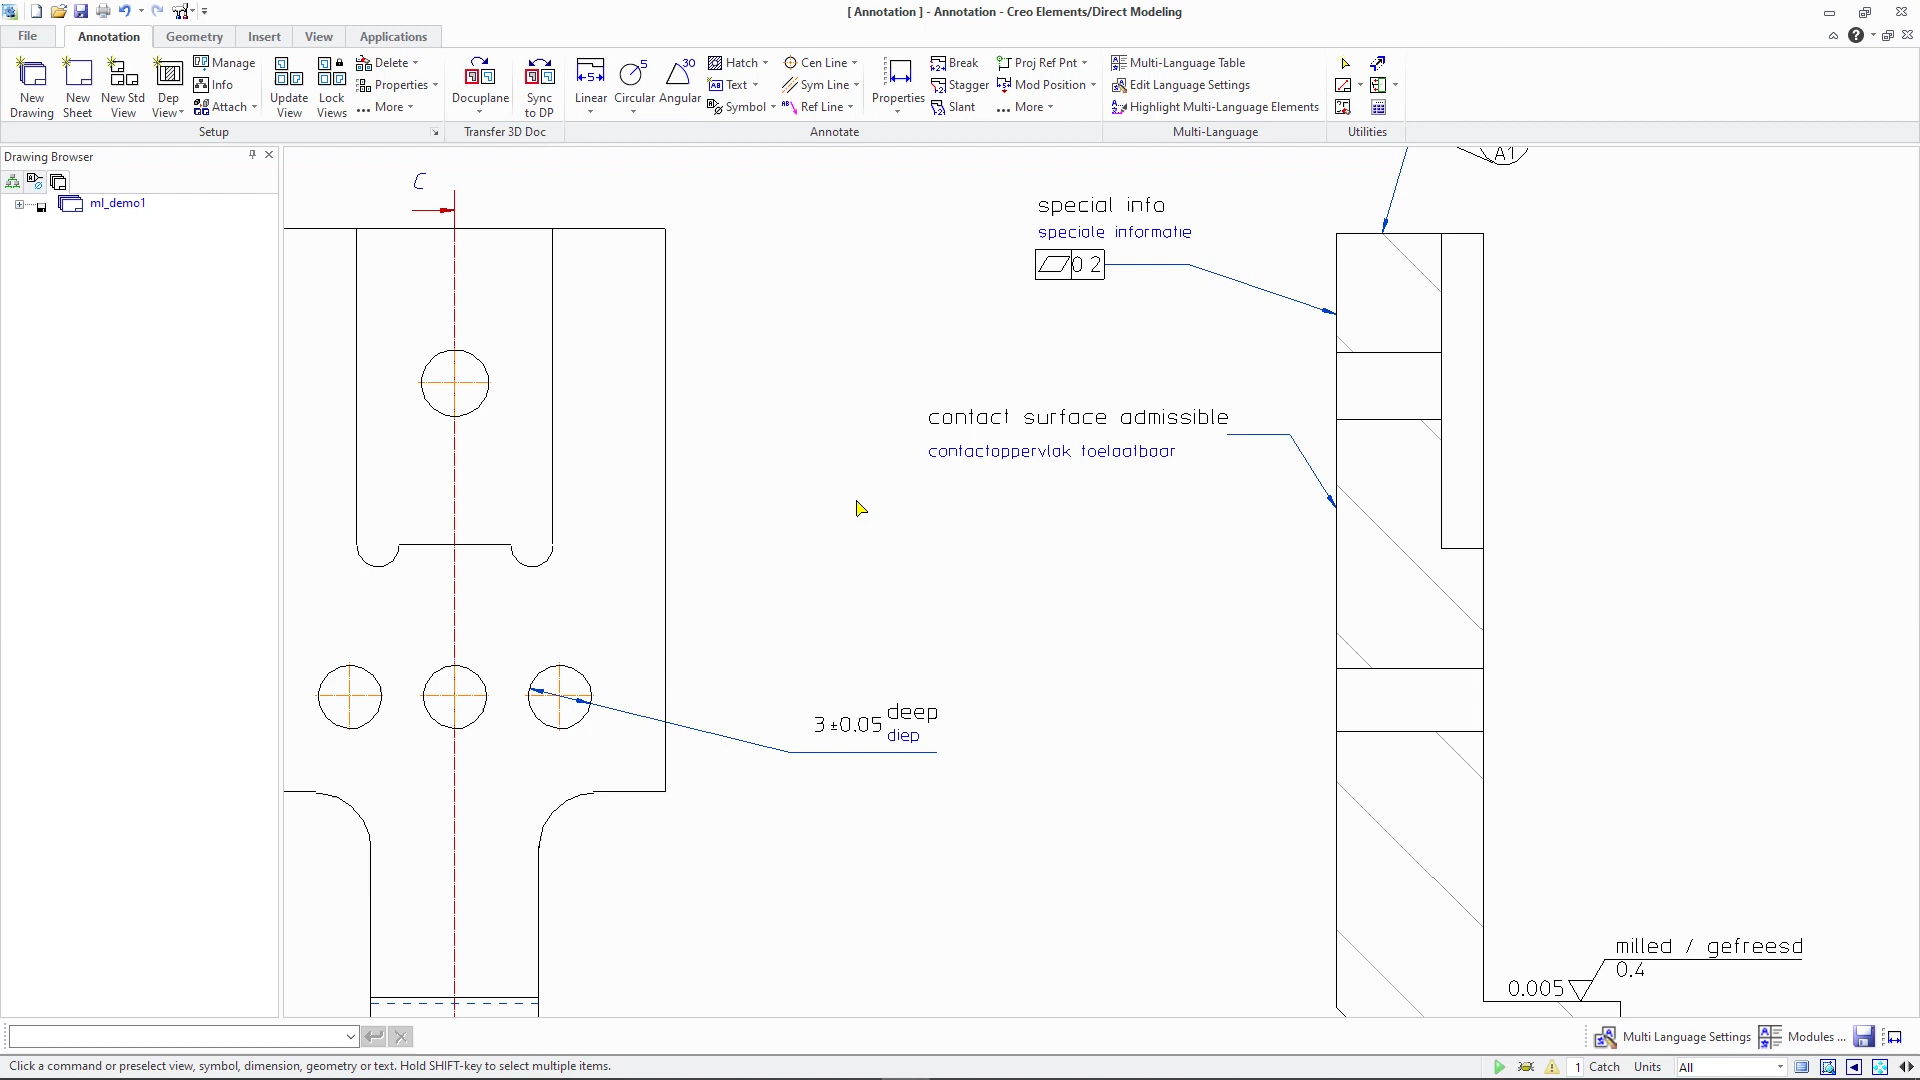 [ Annotation ] - Annotation - Creo Elements/Direct Modeling
File
Annotation
Geometry
Insert
View
Applications
New Drawing
New Sheet
New Std View
Dep View
Manage
Info
Attach
Update View
Lock Views
Delete
Properties
... More
Setup
Docuplane
Sync to DP
Transfer 3D Doc
Linear
Circular
Angular
Hatch
Text
Symbol
Cen Line
Sym Line
Ref Line
Properties
Break
Stagger
Slant
Proj Ref Pnt
Mod Position
... More
Annotate
Multi-Language Table
Edit Language Settings
Highlight Multi-Language Elements
Multi-Language
Utilities
Drawing Browser
ml_demo1
C
A1
special info
speciale informatie
0 2
contact surface admissible
contactoppervlak toelaatbaar
3 ±0.05 deep
diep
milled / gefreesd
0.4
0.005
Multi Language Settings
Modules ...
Click a command or preselect view, symbol, dimension, geometry or text. Hold SHIFT-key to select multiple items.
1 Catch Units All